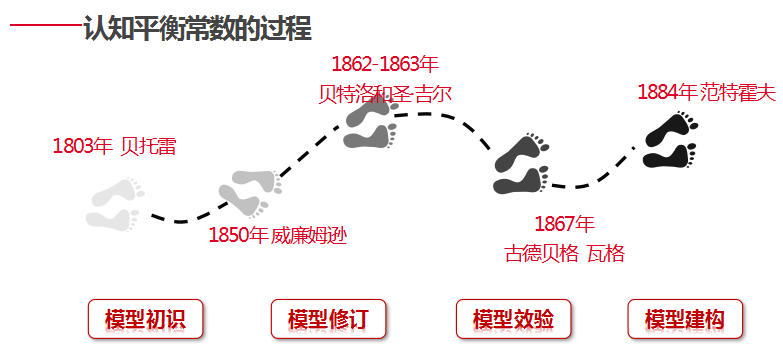 认知平衡常数的过程
1862-1863年
贝特洛和圣·吉尔
1884年 范特霍夫
1803年 贝托雷
1850年 威廉姆逊
1867年
古德贝格 瓦格
模型初识
模型修订
模型效验
模型建构